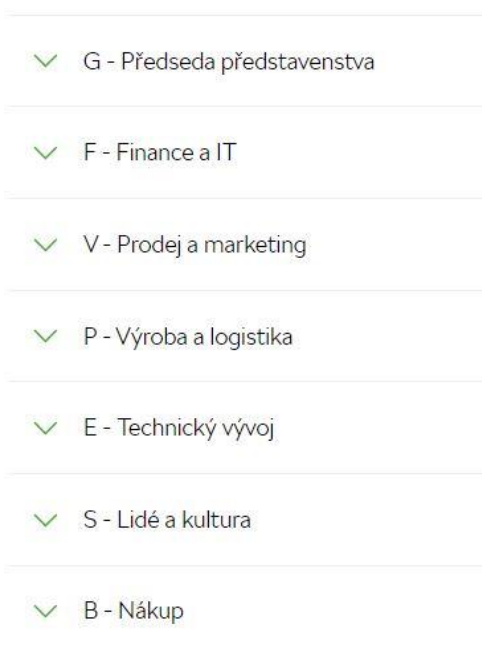 G - Předseda představenstva
F - Finance a IT
V - Prodej a marketing
P - Výroba a logistika
E - Technický vývoj
S - Lidé a kultura
B - Nákup